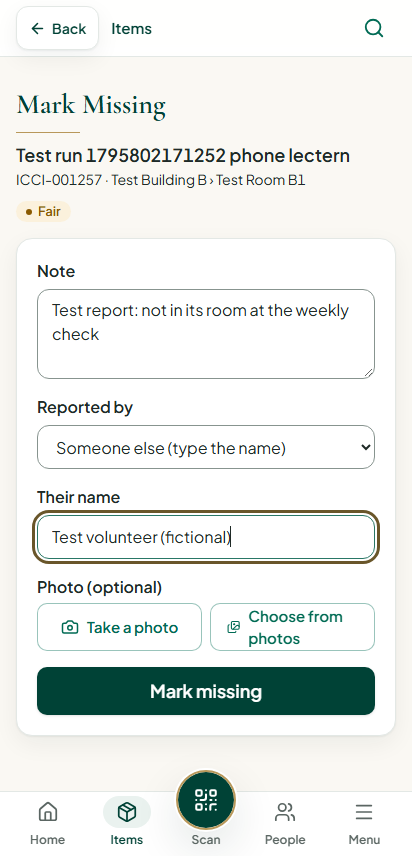 Back
Items
Mark Missing
Test run 1795802171252 phone lectern
ICCI-001257 · Test Building B › Test Room B1
Fair
Note
Test report: not in its room at the weekly
check
Reported by
Someone else (type the name)
Their name
Test volunteer (fictional)
Photo (optional)
Take a photo
Choose from
photos
Mark missing
Home
Items
Scan
People
Menu